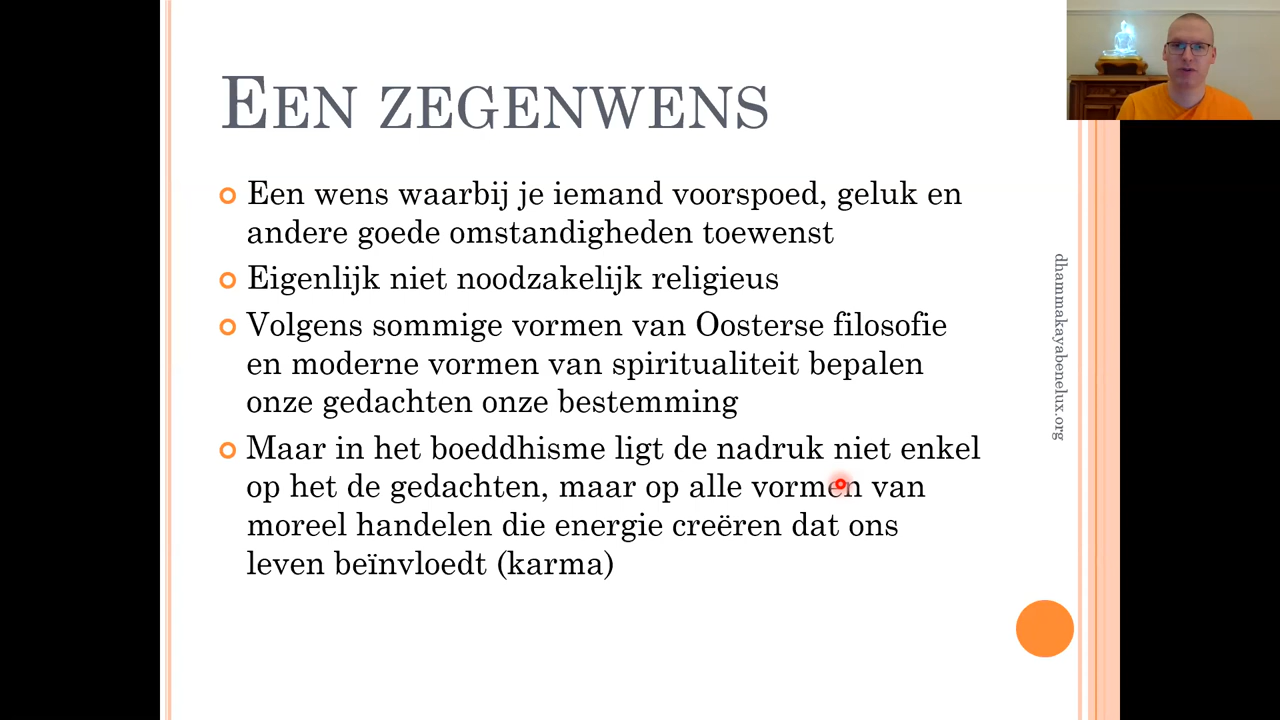 EEN ZEGENWENS
Een wens waarbij je iemand voorspoed, geluk en
andere goede omstandigheden toewenst
Eigenlijk niet noodzakelijk religieus
Volgens sommige vormen van Oosterse filosofie
en moderne vormen van spiritualiteit bepalen
onze gedachten onze bestemming
Maar in het boeddhisme ligt de nadruk niet enkel
op het de gedachten, maar op alle vormen van
moreel handelen die energie creëren dat ons
leven beïnvloedt (karma)
dhammakayabenelux.org